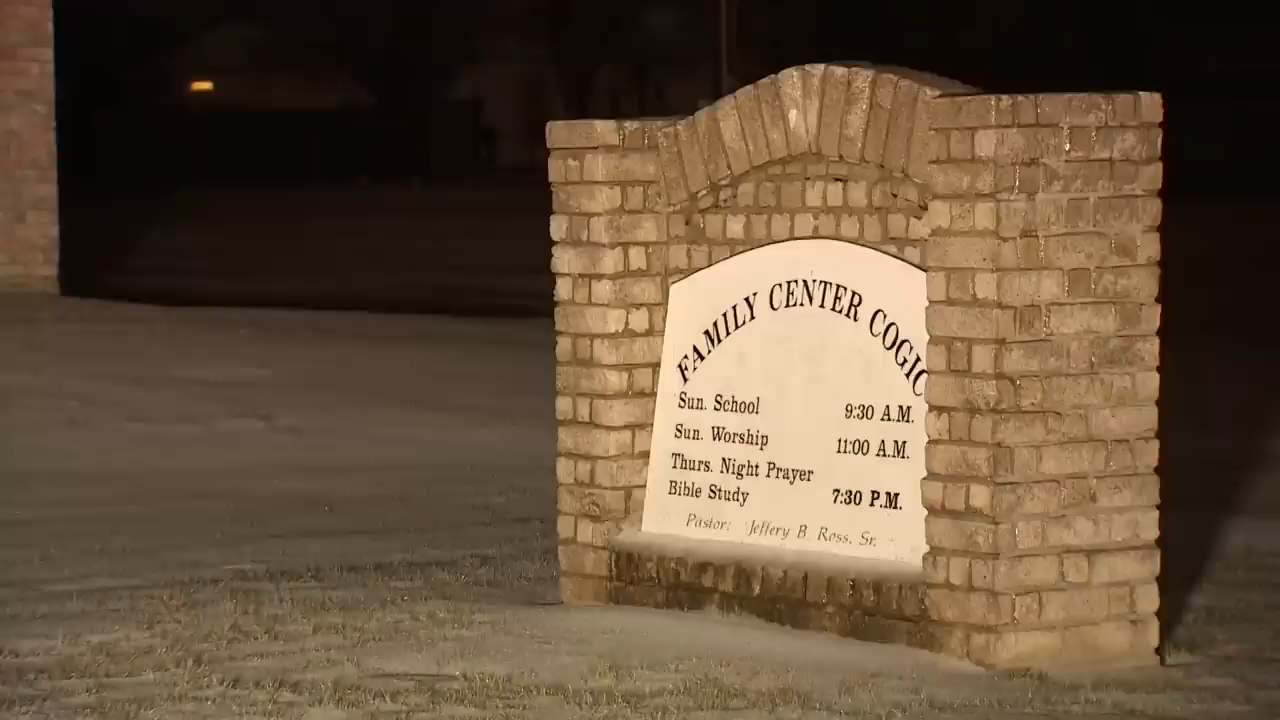 FAMILY CENTER COGIC
Sun. School 9:30 A.M.
Sun. Worship 11:00 A.M.
Thurs. Night Prayer
Bible Study 7:30 P.M.
Pastor: Jeffery B. Ross, Sr.